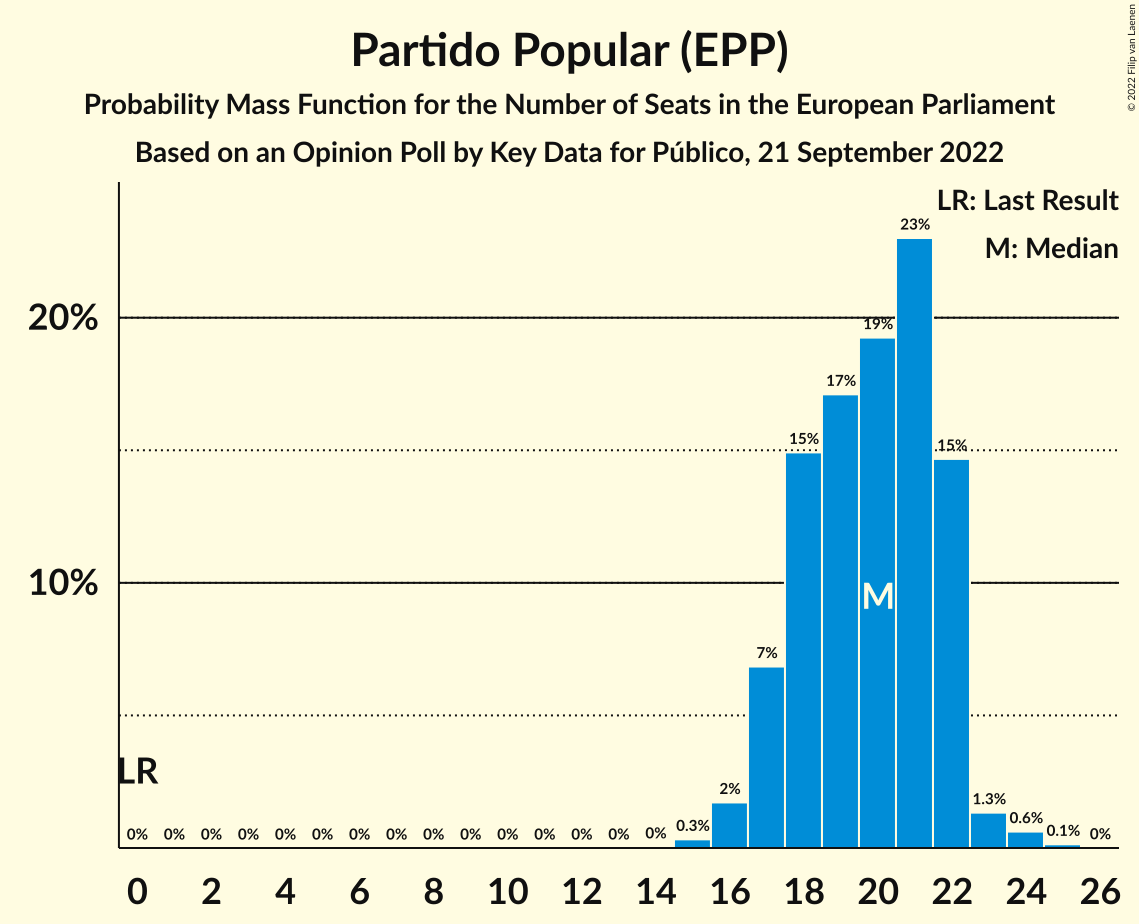 Partido Popular (EPP)
Probability Mass Function for the Number of Seats in the European Parliament
Based on an Opinion Poll by Key Data for Público, 21 September 2022
© 2022 Filip van Laenen
LR: Last Result
M: Median
20%
10%
LR
M
0% 0% 0% 0% 0% 0% 0% 0% 0% 0% 0% 0% 0% 0% 0% 0.3% 2% 7% 15% 17% 19% 23% 15% 1.3% 0.6% 0.1% 0%
0 2 4 6 8 10 12 14 16 18 20 22 24 26